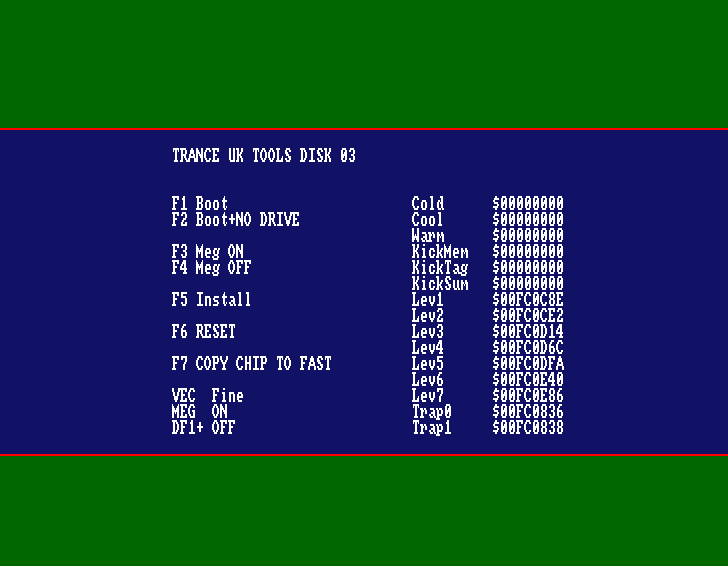 TRANCE UK TOOLS DISK 03
F1 Boot Cold $00000000
F2 Boot+NO DRIVE Cool $00000000
Warm $00000000
F3 Meg ON KickMem $00000000
F4 Meg OFF KickTag $00000000
KickSum $00000000
F5 Install Lev1 $00FC0C8E
Lev2 $00FC0CE2
F6 RESET Lev3 $00FC0D14
Lev4 $00FC0D6C
F7 COPY CHIP TO FAST Lev5 $00FC0DFA
Lev6 $00FC0E40
VEC Fine Lev7 $00FC0E86
MEG ON Trap0 $00FC0836
DF1+ OFF Trap1 $00FC0838